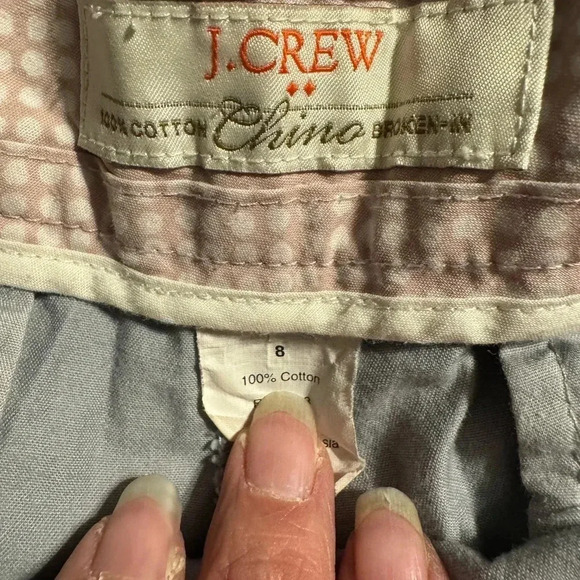 J.CREW
100% COTTON Chino BROKEN-IN
8
100% Cotton